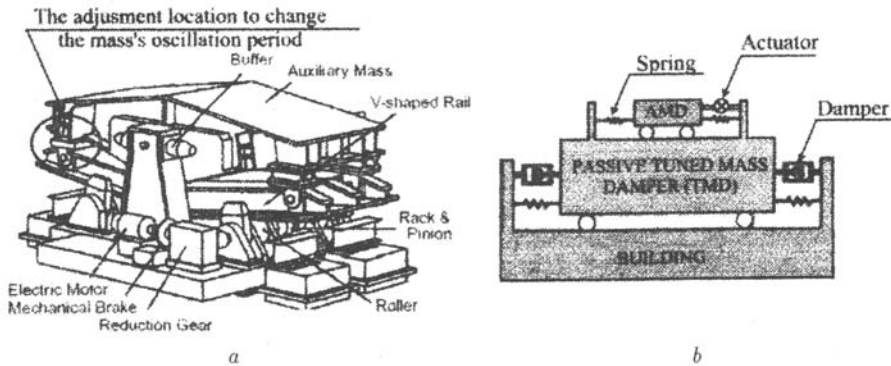 The adjusment location to change
the mass's oscillation period
Buffer
Auxiliary Mass
V-shaped Rail
Rack &
Pinion
Electric Motor
Mechanical Brake
Reduction Gear
Roller
a
Actuator
Spring
AMD
Damper
PASSIVE TUNED MASS
DAMPER (TMD)
BUILDING
b